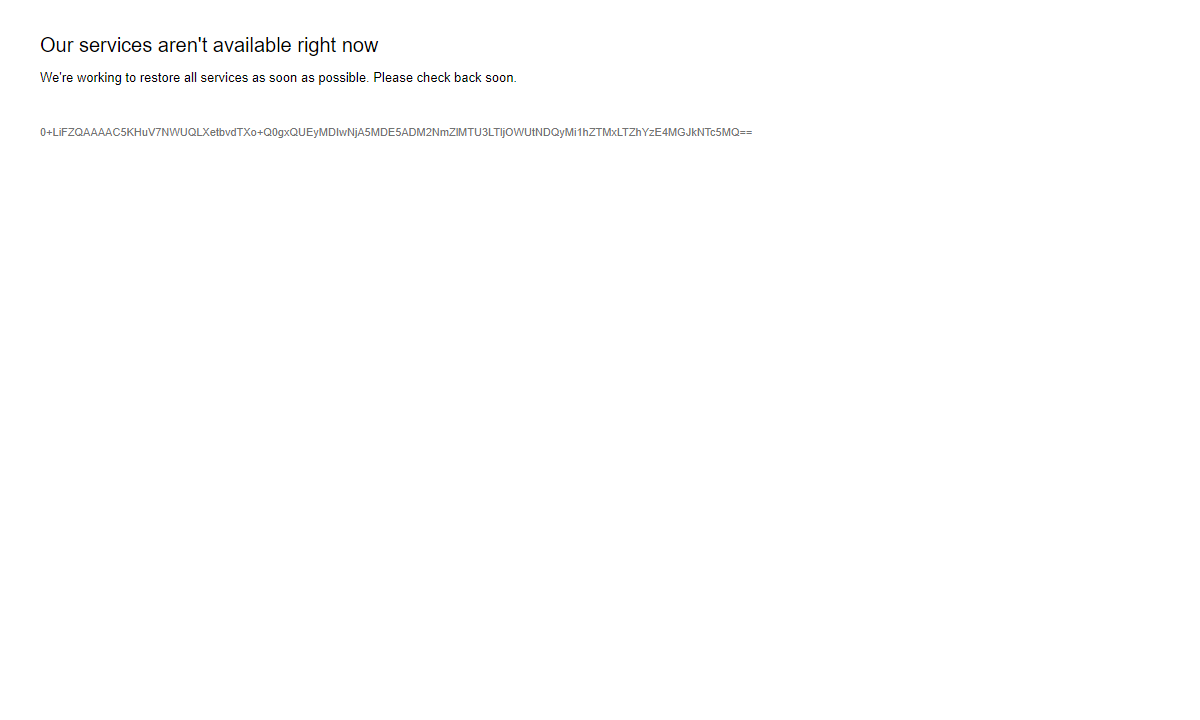 Our services aren't available right now
We're working to restore all services as soon as possible. Please check back soon.
0+LiFZQAAAAC5KHuV7NWUQLXetbvdTXo+Q0gxQUEyMDIwNjA5MDE5ADM2NmZlMTU3LTljOWUtNDQyMi1hZTMxLTZhYzE4MGJkNTc5MQ==